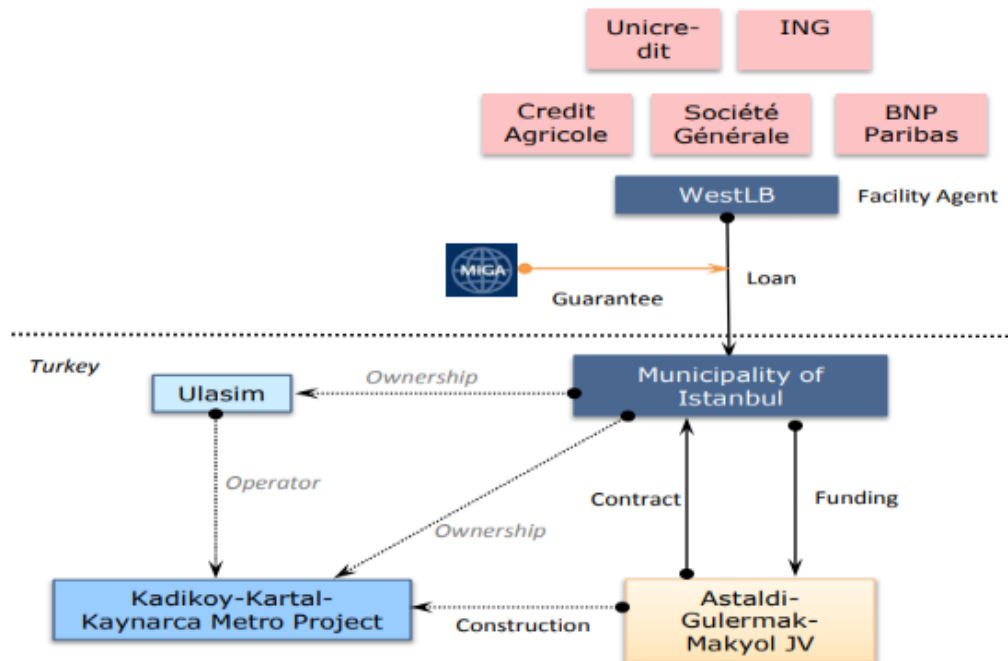 Unicre-
dit
ING
Credit
Agricole
Société
Générale
BNP
Paribas
WestLB
Facility Agent
MIGA
Guarantee
Loan
Turkey
Ulasim
Ownership
Municipality of
Istanbul
Operator
Ownership
Contract
Funding
Kadikoy-Kartal-
Kaynarca Metro Project
Construction
Astaldi-
Gulermak-
Makyol JV